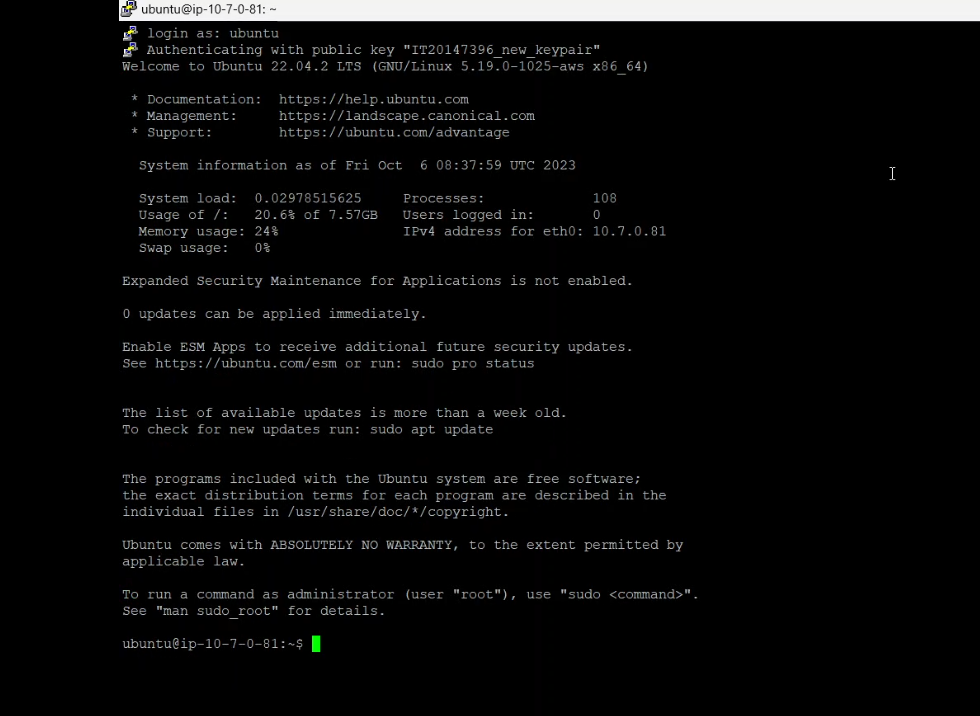 ubuntu@ip-10-7-0-81: ~
login as: ubuntu
Authenticating with public key "IT20147396_new_keypair"
Welcome to Ubuntu 22.04.2 LTS (GNU/Linux 5.19.0-1025-aws x86_64)
* Documentation:  https://help.ubuntu.com
* Management:     https://landscape.canonical.com
* Support:        https://ubuntu.com/advantage
System information as of Fri Oct  6 08:37:59 UTC 2023
System load:  0.02978515625     Processes:             108
Usage of /:   20.6% of 7.57GB   Users logged in:       0
Memory usage: 24%               IPv4 address for eth0: 10.7.0.81
Swap usage:   0%
Expanded Security Maintenance for Applications is not enabled.
0 updates can be applied immediately.
Enable ESM Apps to receive additional future security updates.
See https://ubuntu.com/esm or run: sudo pro status
The list of available updates is more than a week old.
To check for new updates run: sudo apt update
The programs included with the Ubuntu system are free software;
the exact distribution terms for each program are described in the
individual files in /usr/share/doc/*/copyright.
Ubuntu comes with ABSOLUTELY NO WARRANTY, to the extent permitted by
applicable law.
To run a command as administrator (user "root"), use "sudo <command>".
See "man sudo_root" for details.
ubuntu@ip-10-7-0-81:~$